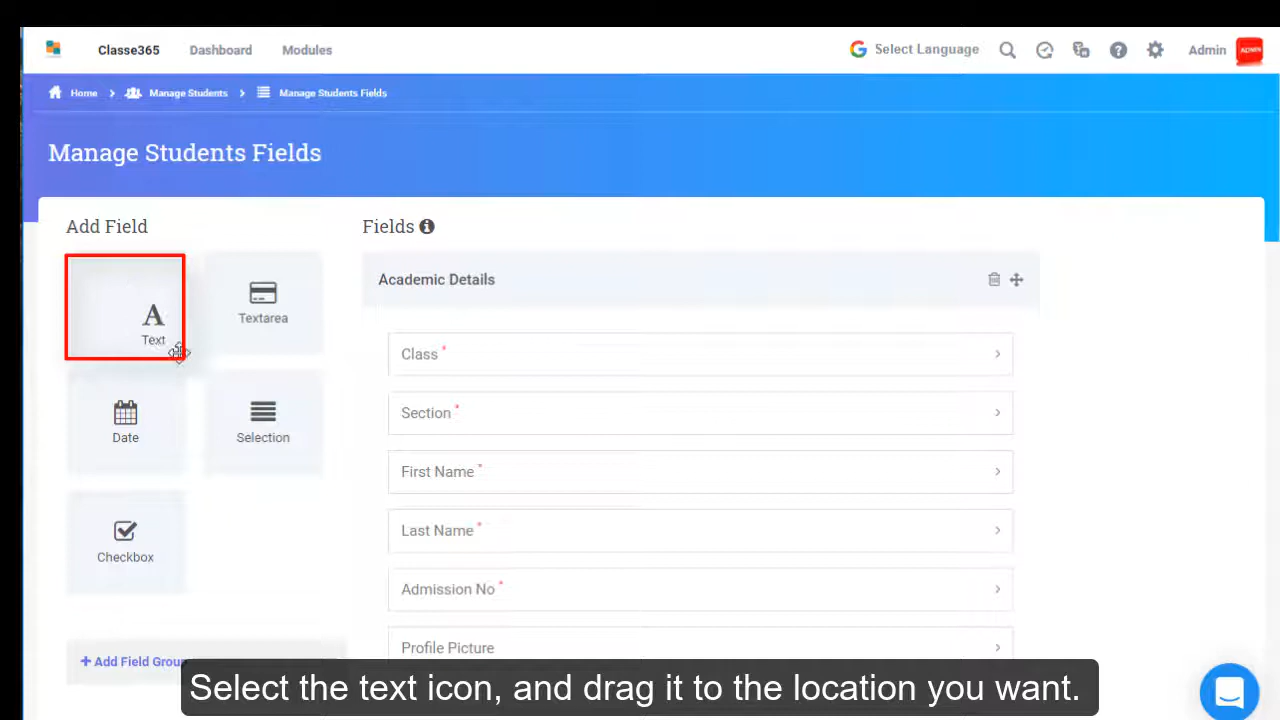 Classe365 Dashboard Modules Select Language Admin ADMIN
Home > Manage Students > Manage Students Fields
Manage Students Fields
Add Field
Fields
Text
Textarea
Date
Selection
Checkbox
+ Add Field Grou
Academic Details
Class *
Section *
First Name *
Last Name *
Admission No *
Profile Picture
Select the text icon, and drag it to the location you want.